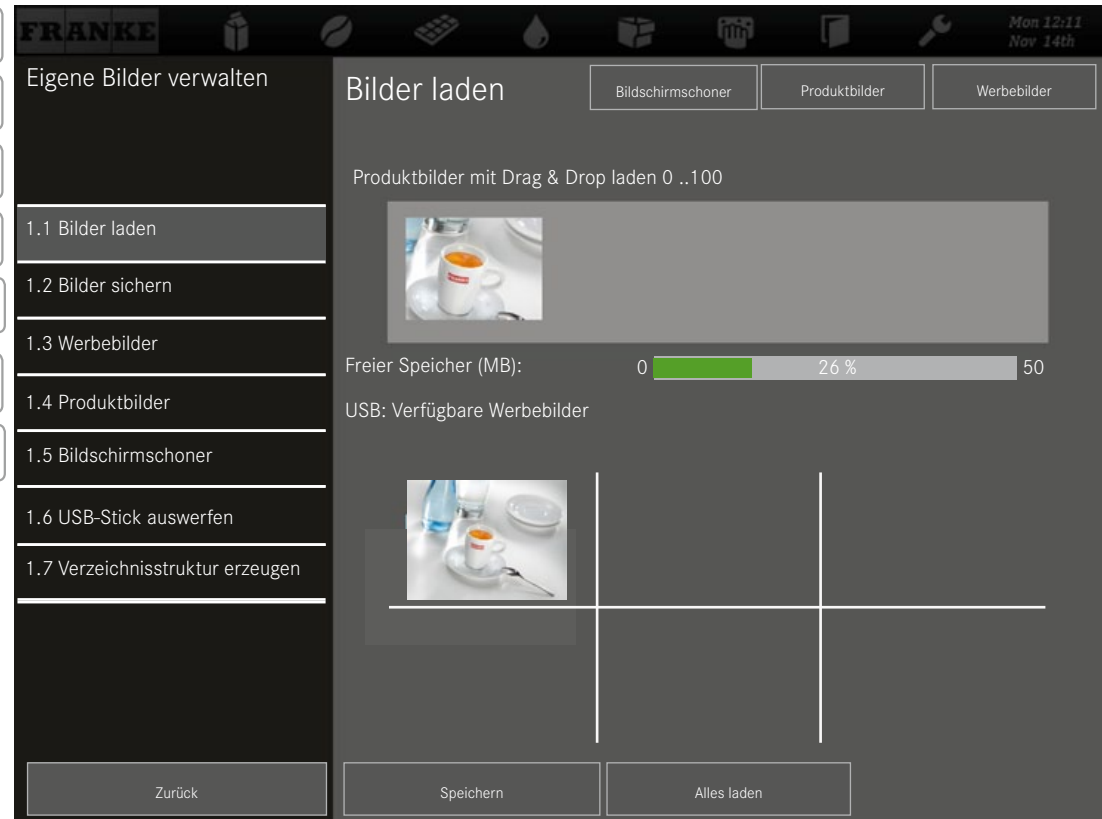 FRANKE
Mon 12:11
Nov 14th
Eigene Bilder verwalten
1.1 Bilder laden
1.2 Bilder sichern
1.3 Werbebilder
1.4 Produktbilder
1.5 Bildschirmschoner
1.6 USB-Stick auswerfen
1.7 Verzeichnisstruktur erzeugen
Zurück
Bilder laden
Bildschirmschoner
Produktbilder
Werbebilder
Produktbilder mit Drag & Drop laden 0 ..100
Freier Speicher (MB): 0 26 % 50
USB: Verfügbare Werbebilder
Speichern
Alles laden